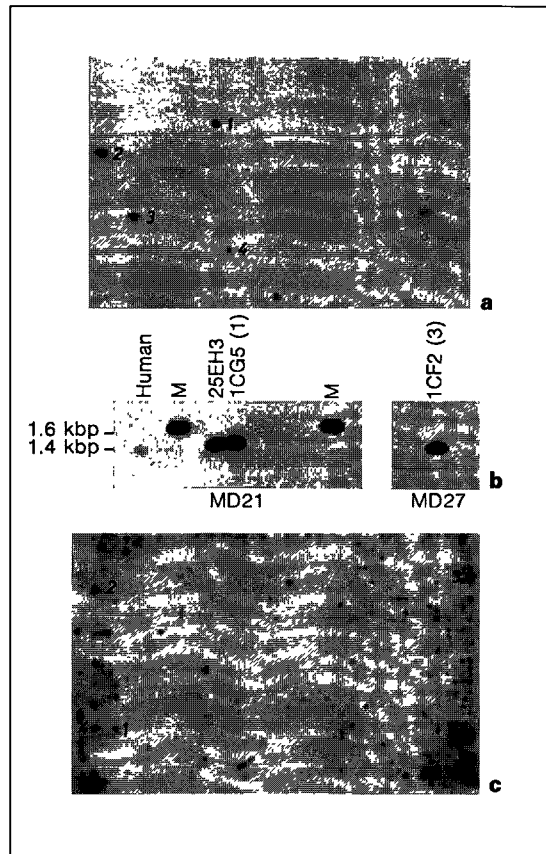 1
2
3
4
a
Human
M
25EH3
1CG5 (1)
M
1CF2 (3)
1.6 kbp
1.4 kbp
b
MD21
MD27
2
1
c